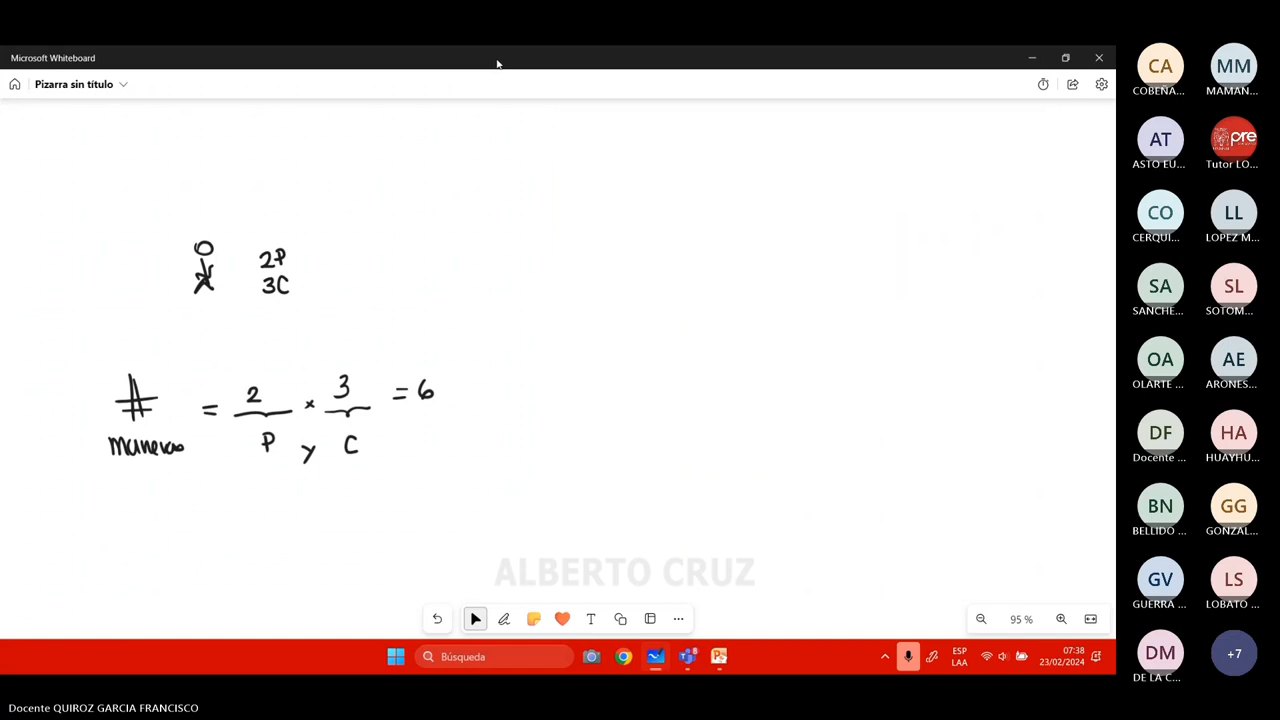 Microsoft Whiteboard
Pizarra sin título
2P
3C
# = 2 × 3 = 6
maneras P y C
ALBERTO CRUZ
95 %
Búsqueda
8
ESP
LAA
07:38
23/02/2024
CA MM
COBEÑA... MAMAN...
AT pre
ASTO EU... Tutor LO...
CO LL
CERQUI... LOPEZ M...
SA SL
SANCHE... SOTOM...
OA AE
OLARTE ... ARONES...
DF HA
Docente ... HUAYHU...
BN GG
BELLIDO ... GONZAL...
GV LS
GUERRA ... LOBATO ...
DM +7
DE LA C...
Docente QUIROZ GARCIA FRANCISCO